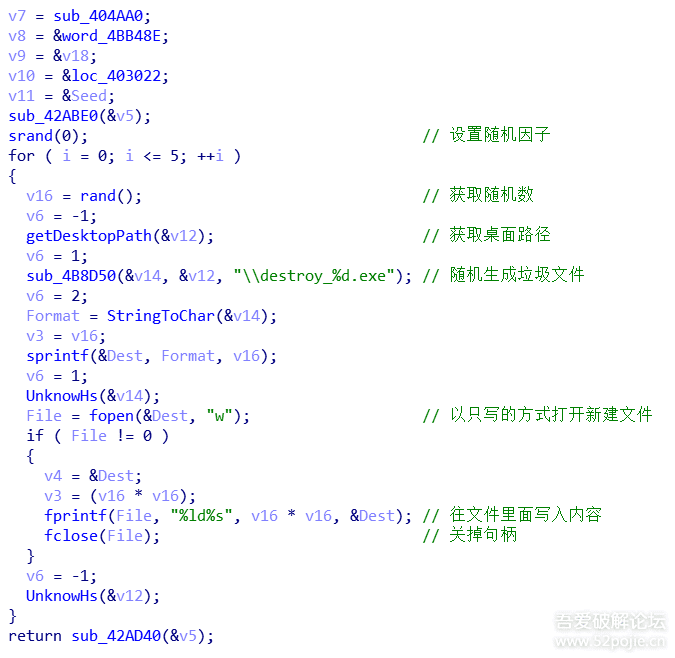 v7 = sub_404AA0;
v8 = &word_4BB48E;
v9 = &v18;
v10 = &loc_403022;
v11 = &Seed;
sub_42ABE0(&v5);
srand(0); // 设置随机因子
for ( i = 0; i <= 5; ++i )
{
v16 = rand(); // 获取随机数
v6 = -1;
getDesktopPath(&v12); // 获取桌面路径
v6 = 1;
sub_4B8D50(&v14, &v12, "\\destroy_%d.exe"); // 随机生成垃圾文件
v6 = 2;
Format = StringToChar(&v14);
v3 = v16;
sprintf(&Dest, Format, v16);
v6 = 1;
UnknowHs(&v14);
File = fopen(&Dest, "w"); // 以只写的方式打开新建文件
if ( File != 0 )
{
v4 = &Dest;
v3 = (v16 * v16);
fprintf(File, "%ld%s", v16 * v16, &Dest); // 往文件里面写入内容
fclose(File); // 关掉句柄
}
v6 = -1;
UnknowHs(&v12);
}
return sub_42AD40(&v5);
吾爱破解论坛
www.52pojie.cn